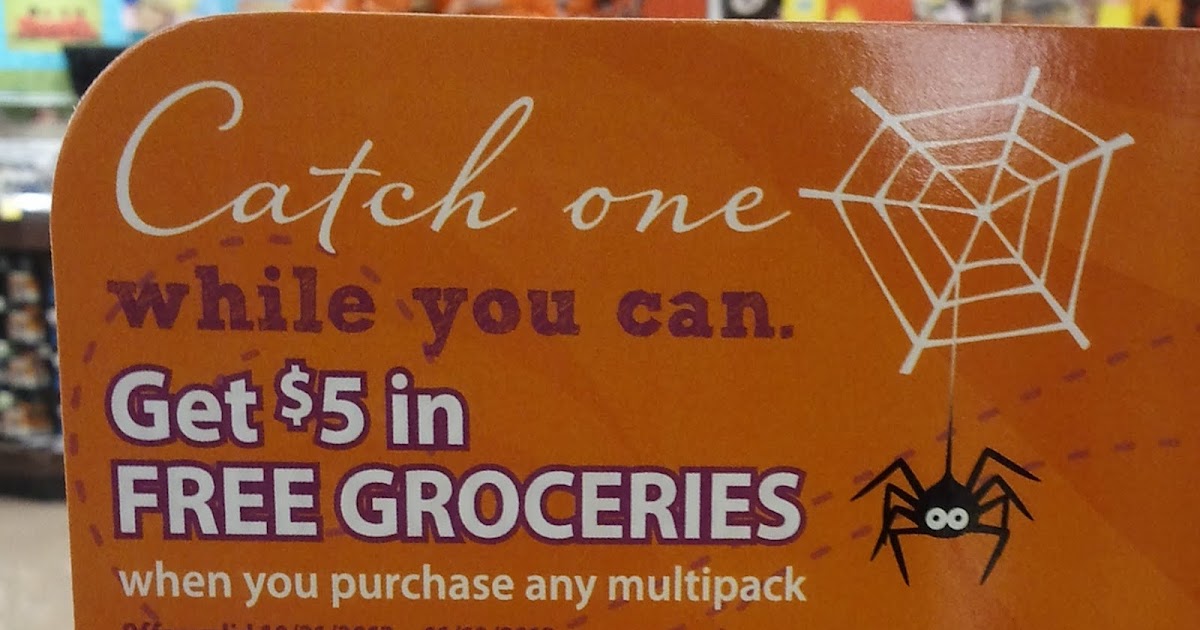 Catch one
while you can.
Get $5 in
FREE GROCERIES
when you purchase any multipack